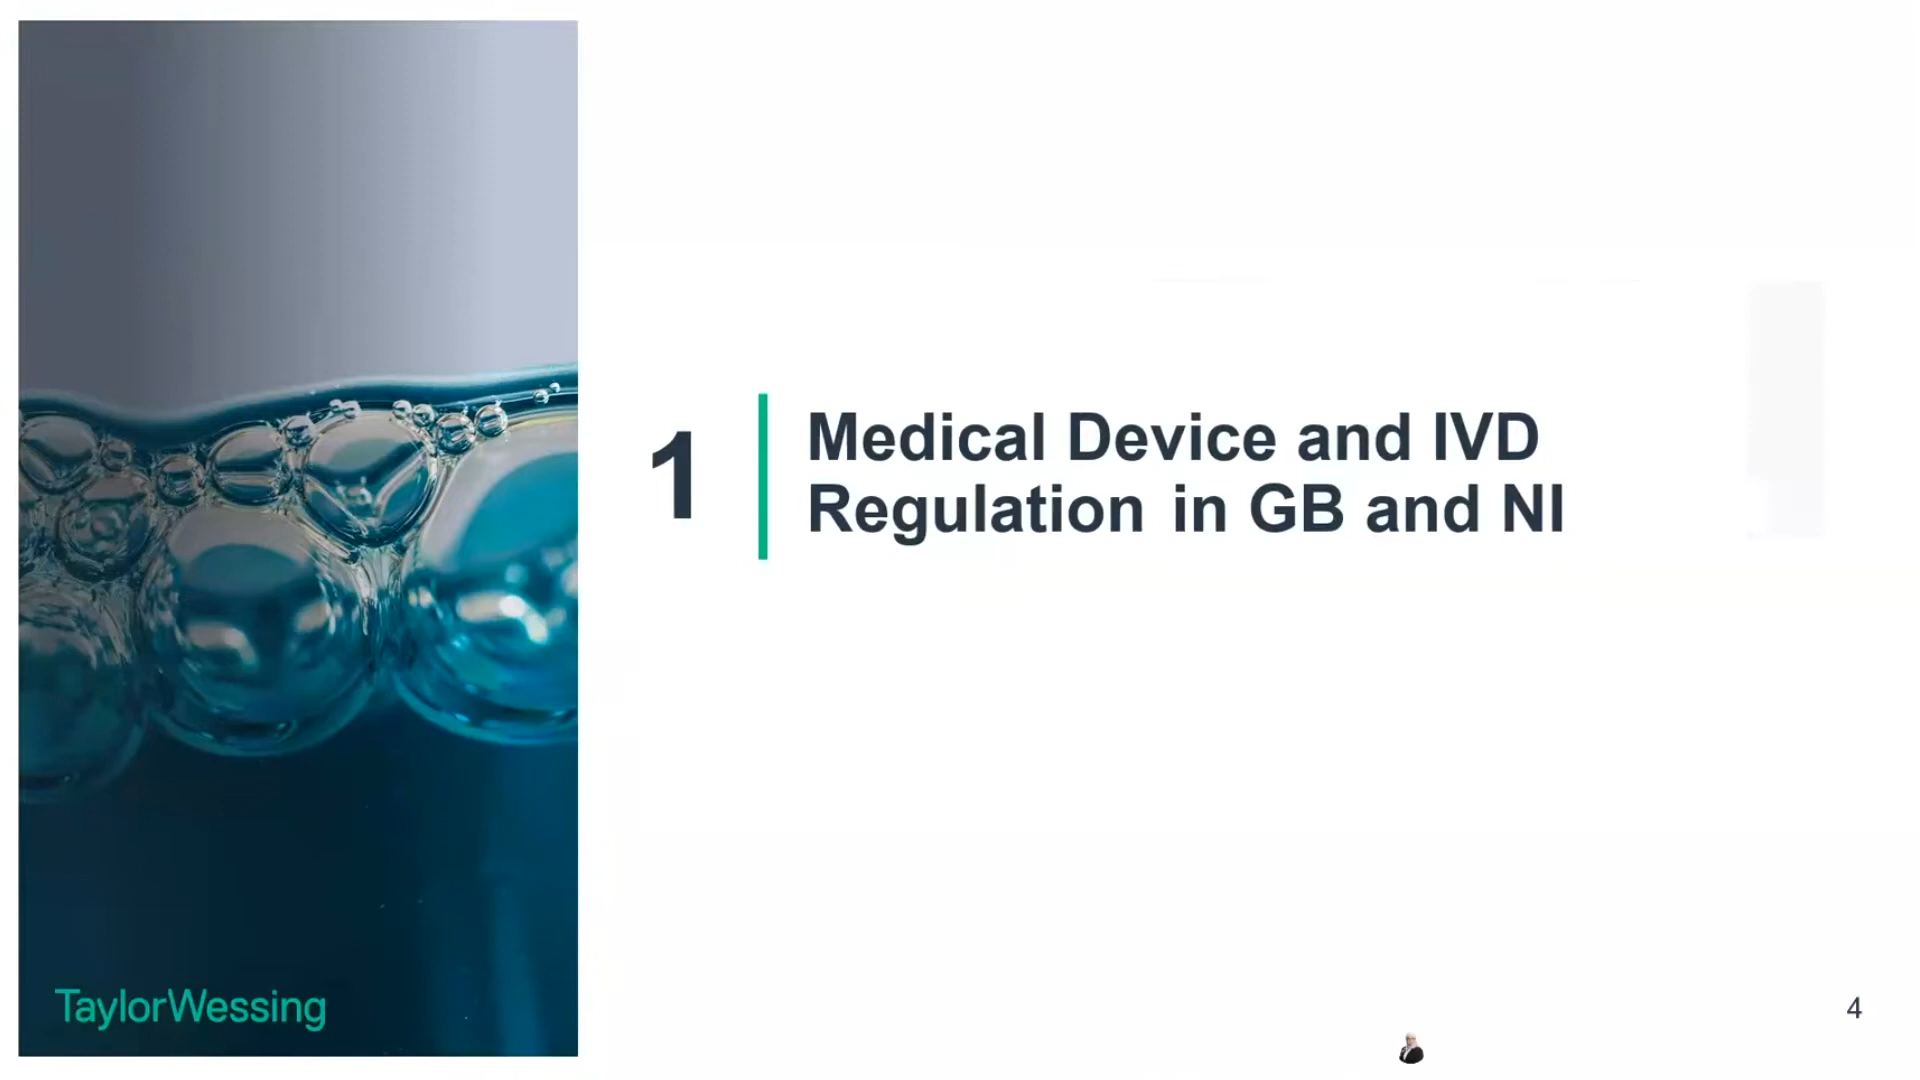 1
Medical Device and IVD
Regulation in GB and NI
TaylorWessing
4